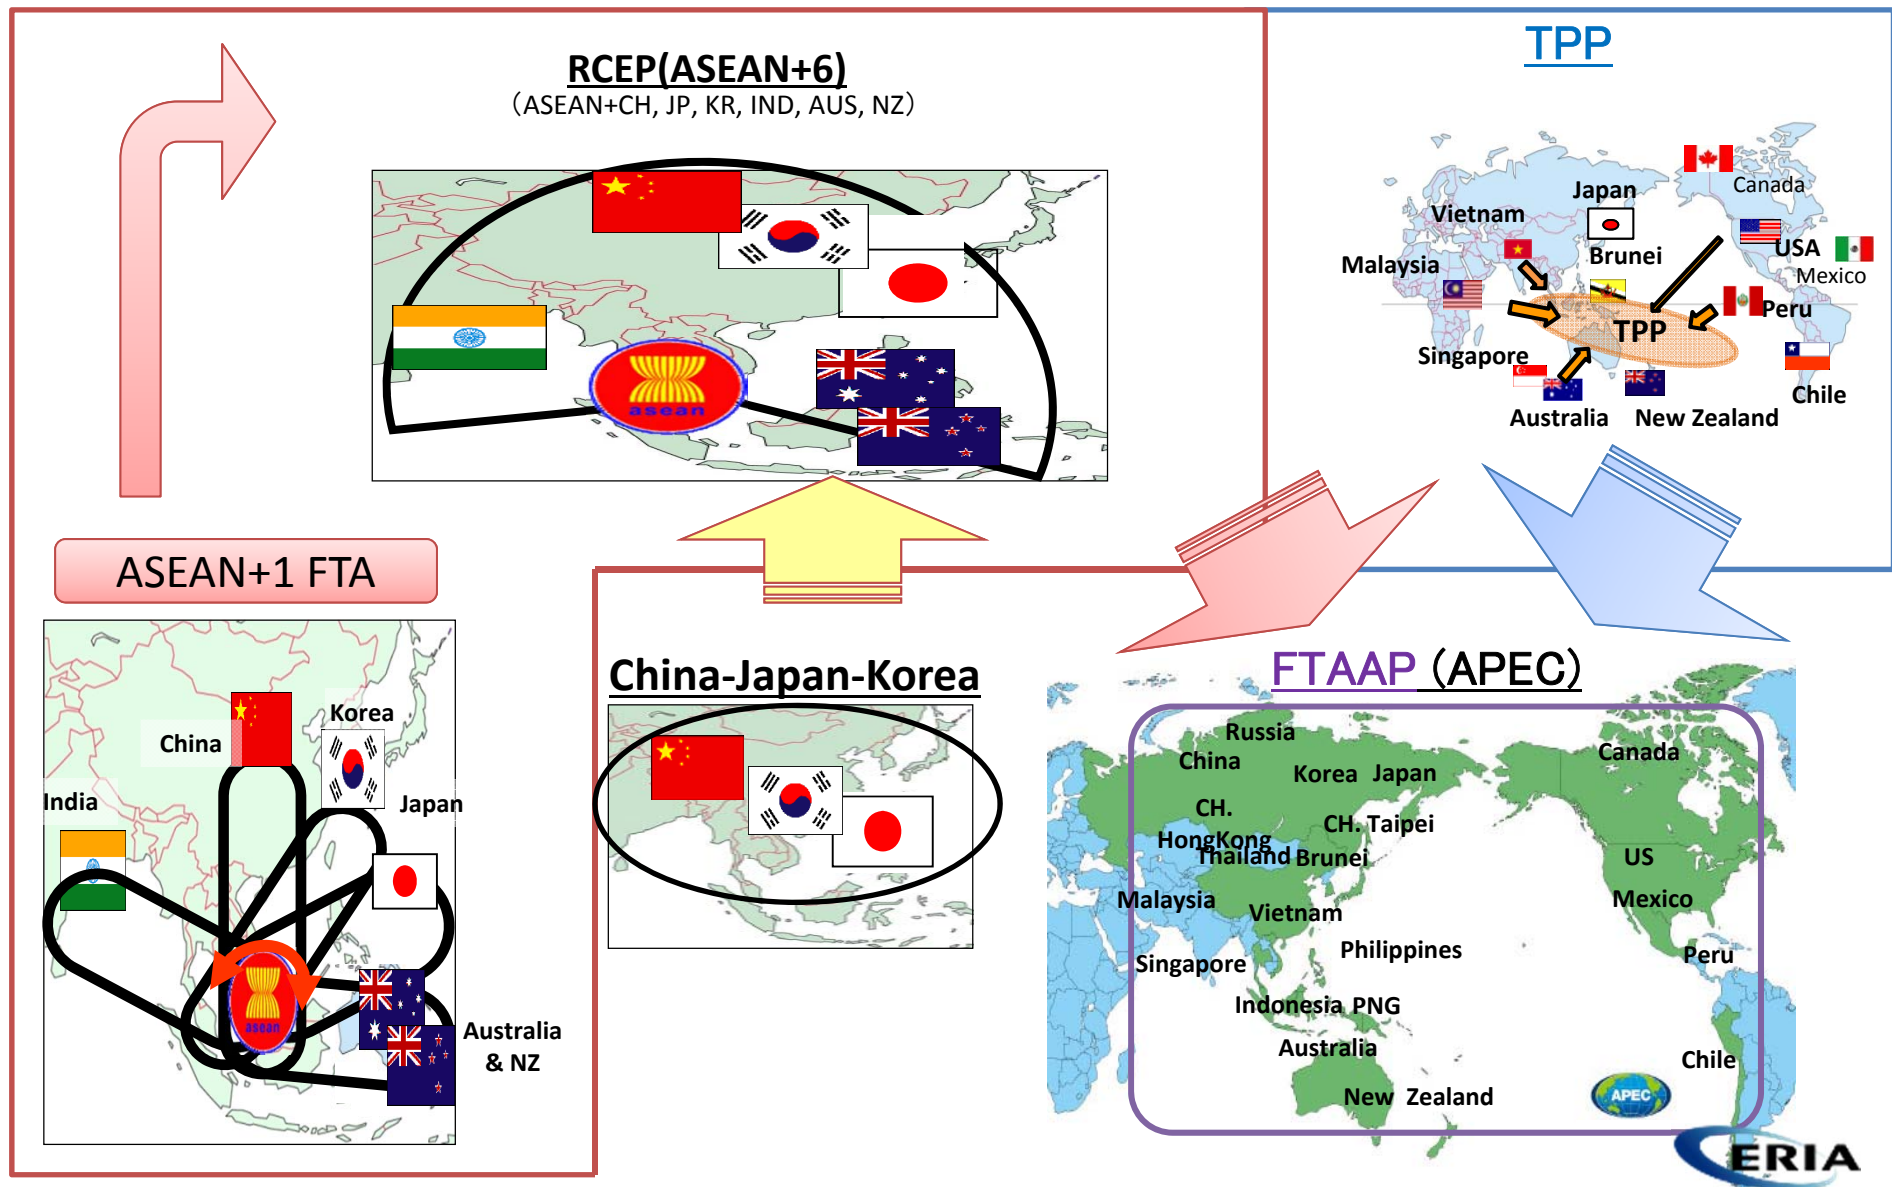 RCEP(ASEAN+6)
（ASEAN+CH, JP, KR, IND, AUS, NZ）
asean
TPP
Canada
Japan
Vietnam
USA
Brunei
Malaysia
Mexico
Peru
TPP
Singapore
Chile
Australia
New Zealand
ASEAN+1 FTA
Korea
China
India
Japan
asean
Australia
& NZ
China-Japan-Korea
FTAAP (APEC)
Russia
China
Canada
Korea
Japan
CH.
HongKong
CH. Taipei
Thailand
Brunei
US
Malaysia
Mexico
Vietnam
Philippines
Singapore
Peru
Indonesia
PNG
Australia
Chile
New Zealand
APEC
ERIA